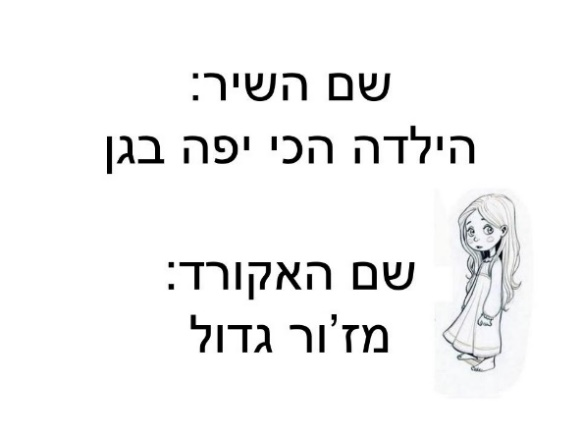 שם השיר:
הילדה הכי יפה בגן
שם האקורד:
מז'ור גדול